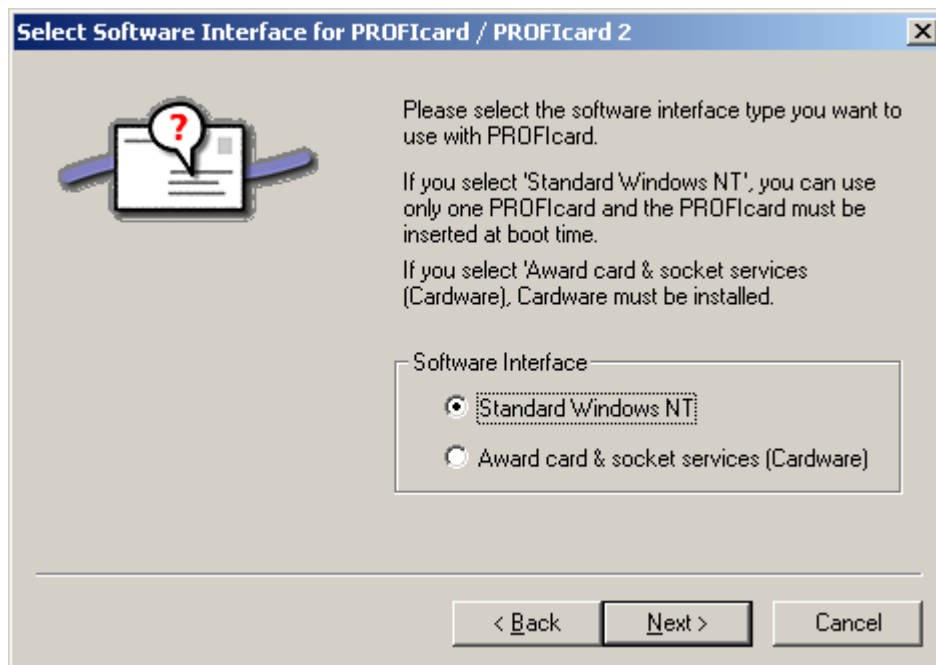 Select Software Interface for PROFIcard / PROFIcard 2
?
Please select the software interface type you want to
use with PROFIcard.
If you select 'Standard Windows NT', you can use
only one PROFIcard and the PROFIcard must be
inserted at boot time.
If you select 'Award card & socket services
(Cardware), Cardware must be installed.
Software Interface
Standard Windows NT
Award card & socket services (Cardware)
< Back
Next >
Cancel